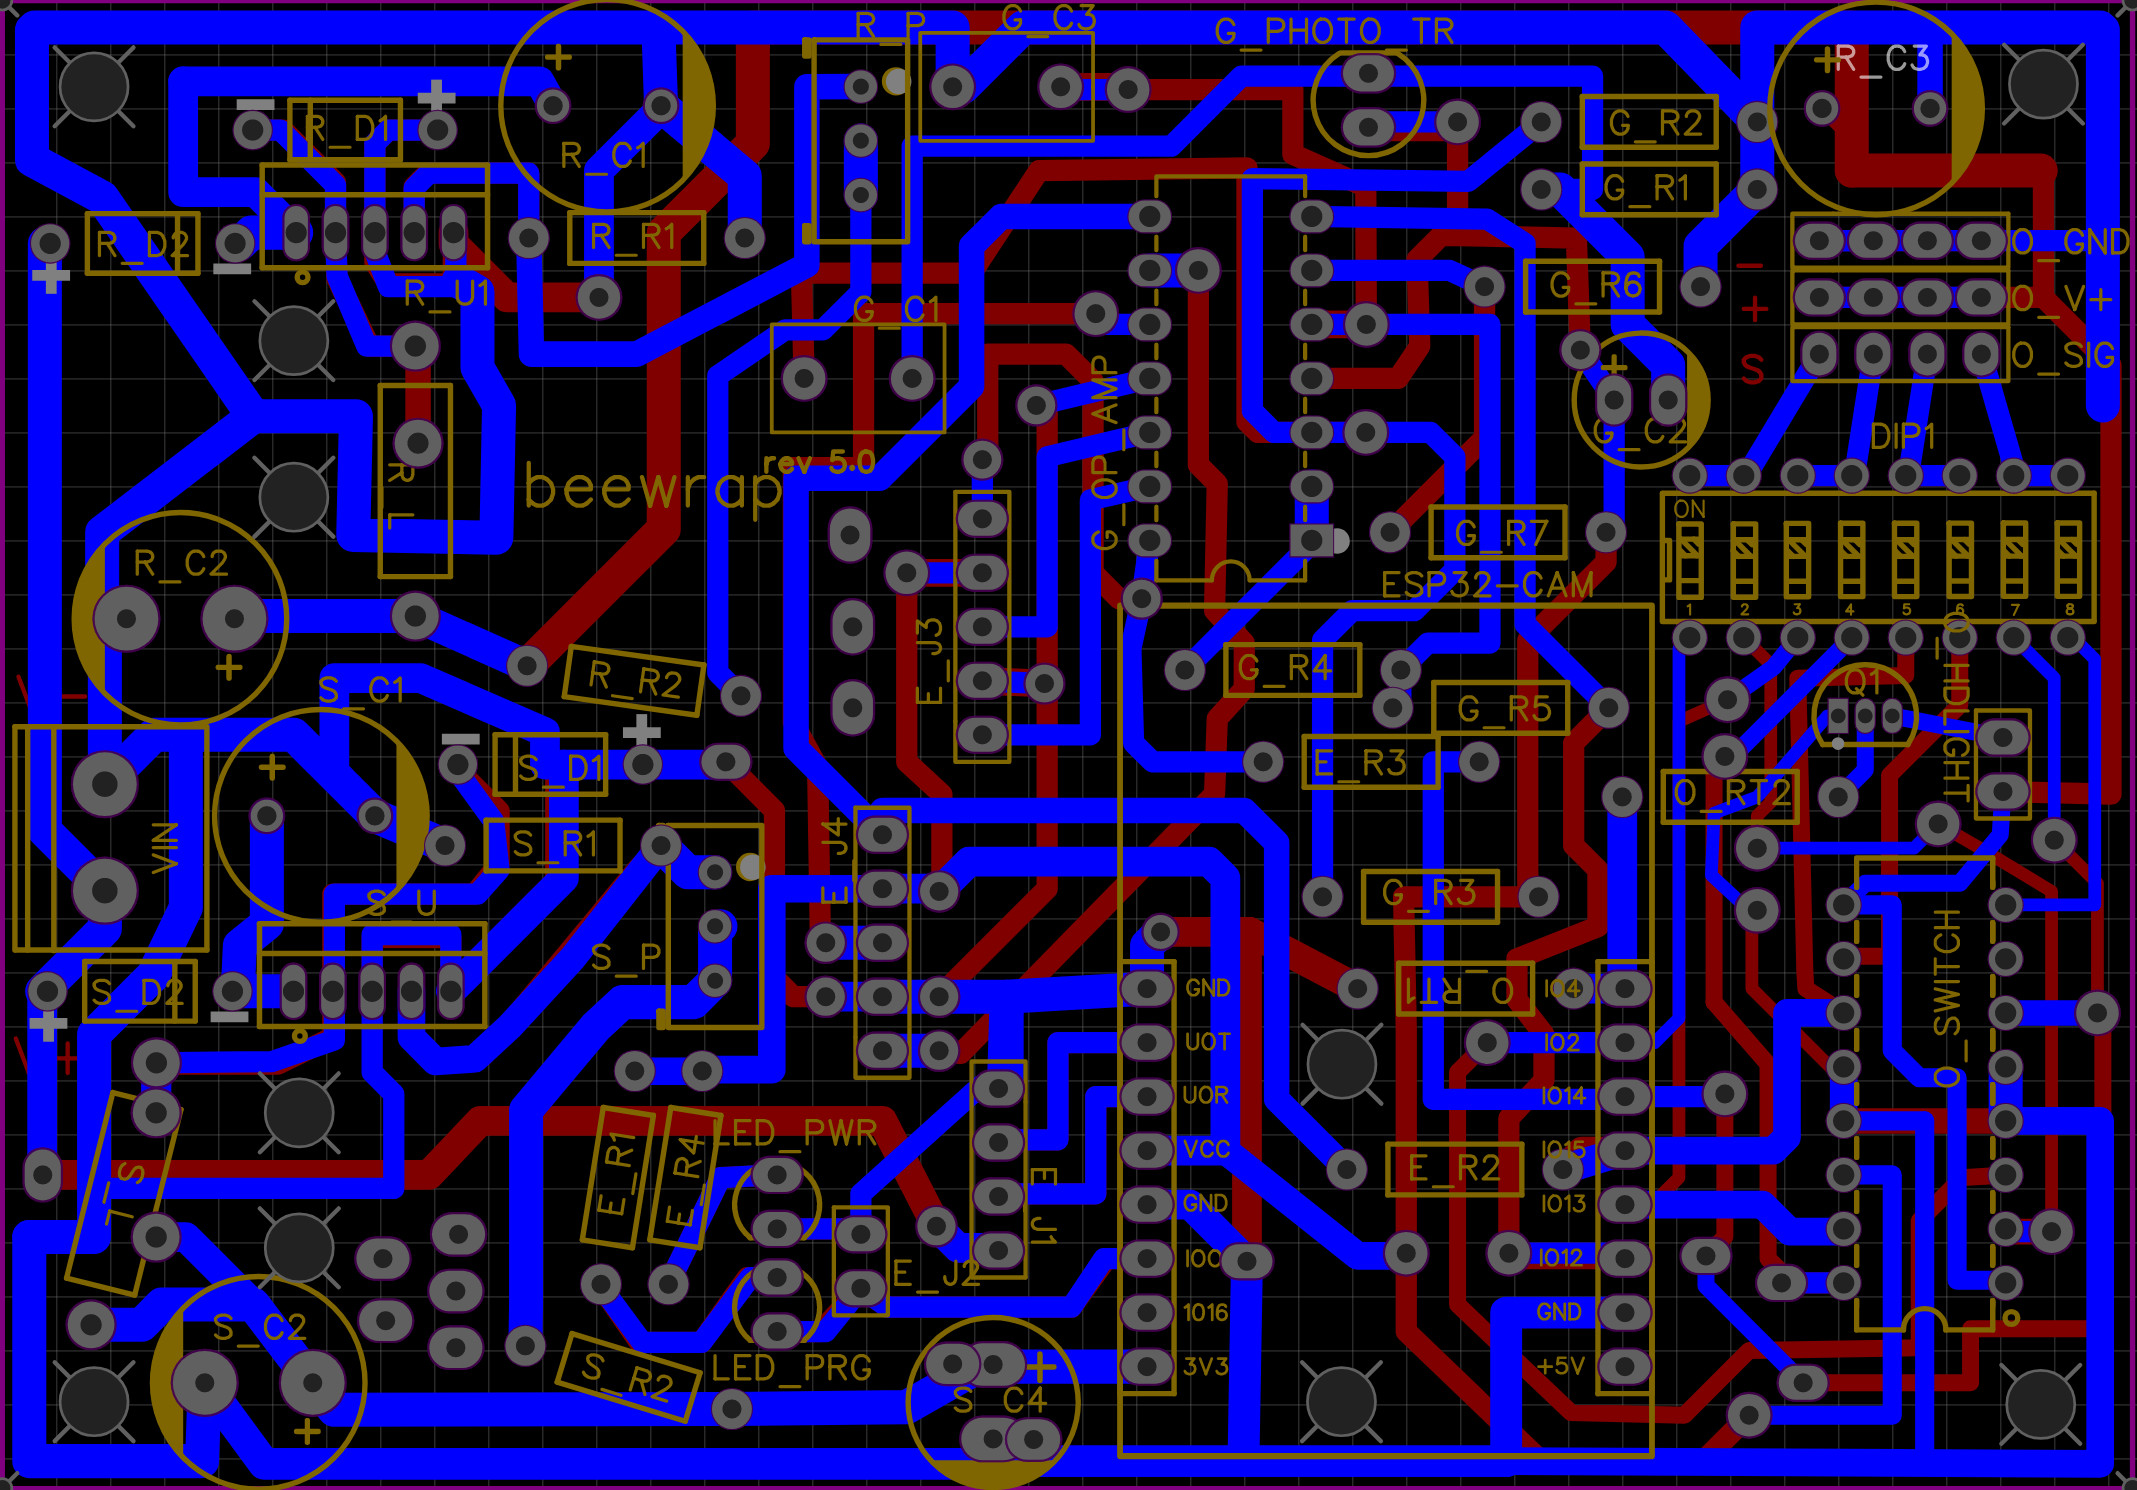 R_P
G_C3
G_PHOTO_TR
R_C3
R_D1
R_C1
G_R2
G_R1
R_D2
R_R1
O_GND
R_U1
G_C1
G_R6
O_V+
O_SIG
S
G_OP_AMP
G_C2
DIP1
R_L
beewrap
rev 5.0
G_R7
ON
ESP32-CAM
1 2 3 4 5 6 7 8
R_C2
E_J3
G_R4
O_HDLIGHT
R_R2
S_C1
Q1
G_R5
S_D1
E_R3
O_RT2
VIN
S_R1
E_J4
G_R3
S_U
S_P
O_SWITCH
S_D2
GND
O_RT1
IO4
UOT
IO2
UOR
IO14
LED_PWR
VCC
IO15
E_R1
E_R4
E_J1
E_R2
S_L
GND
IO13
IO0
IO12
E_J2
1016
GND
S_C2
S_R2
LED_PRG
3V3
+5V
S_C4